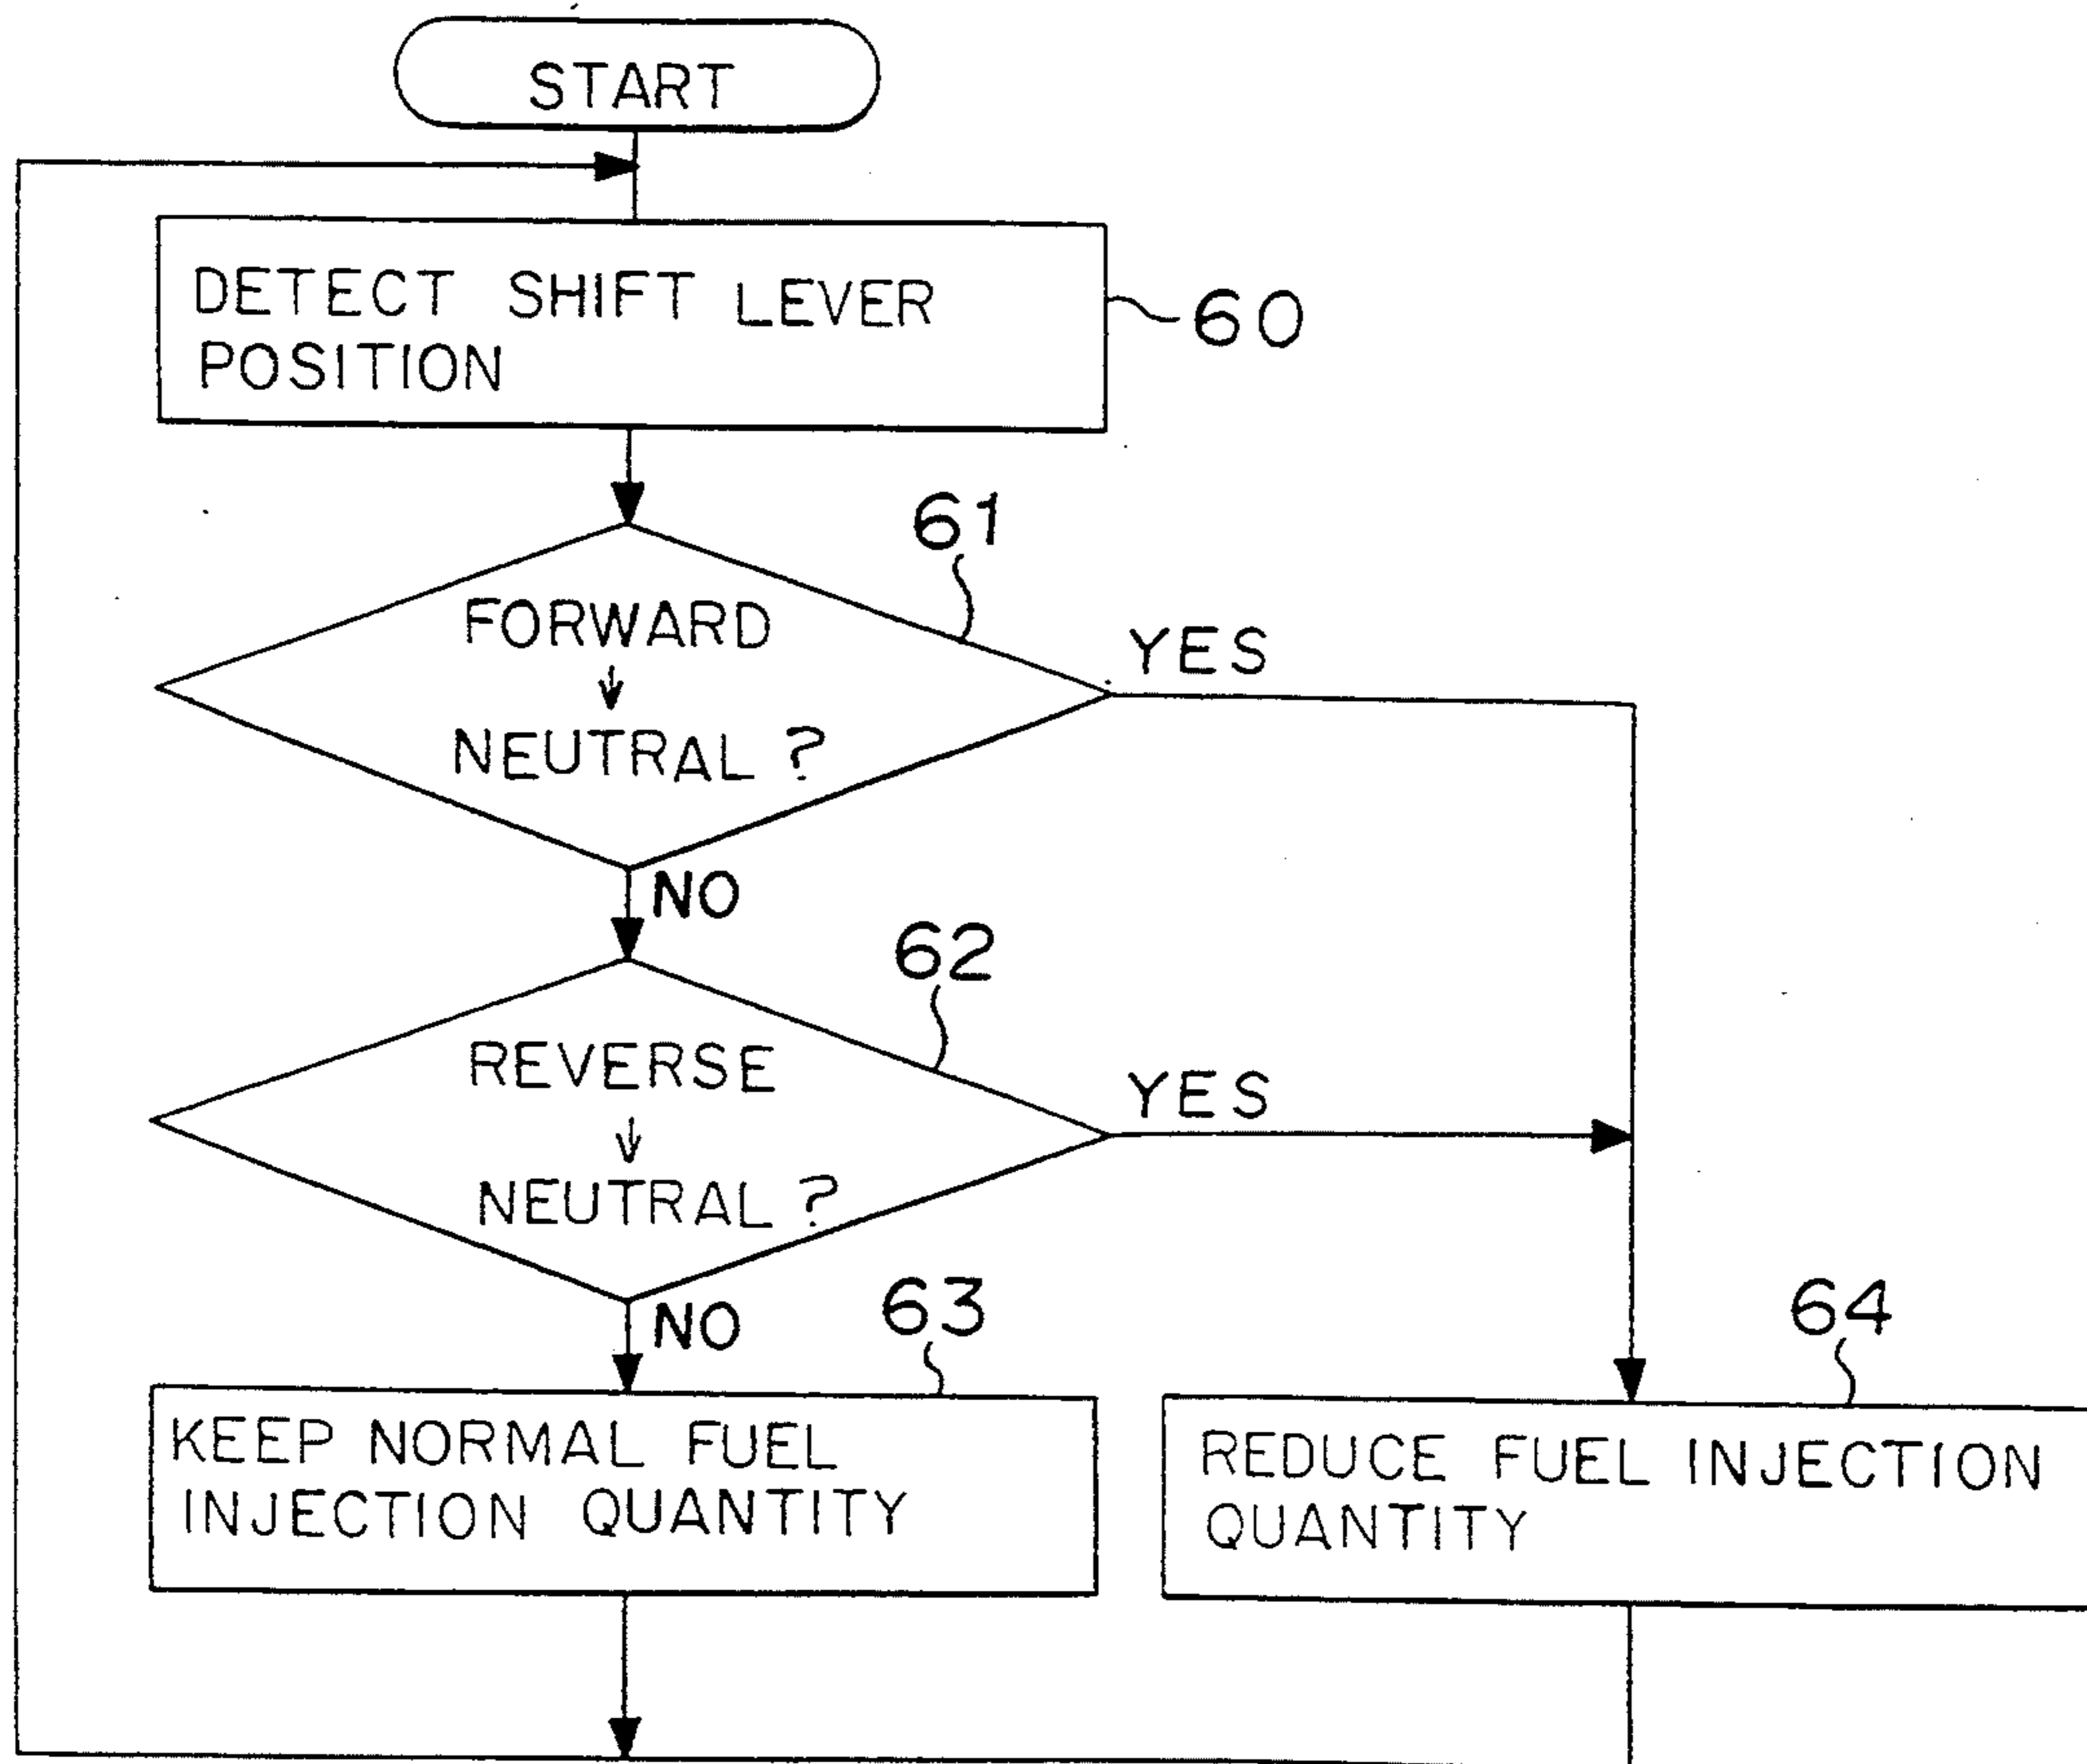 START
DETECT SHIFT LEVER
POSITION
60
61
FORWARD
↓
NEUTRAL ?
YES
NO
62
REVERSE
↓
NEUTRAL ?
YES
NO
63
KEEP NORMAL FUEL
INJECTION QUANTITY
64
REDUCE FUEL INJECTION
QUANTITY